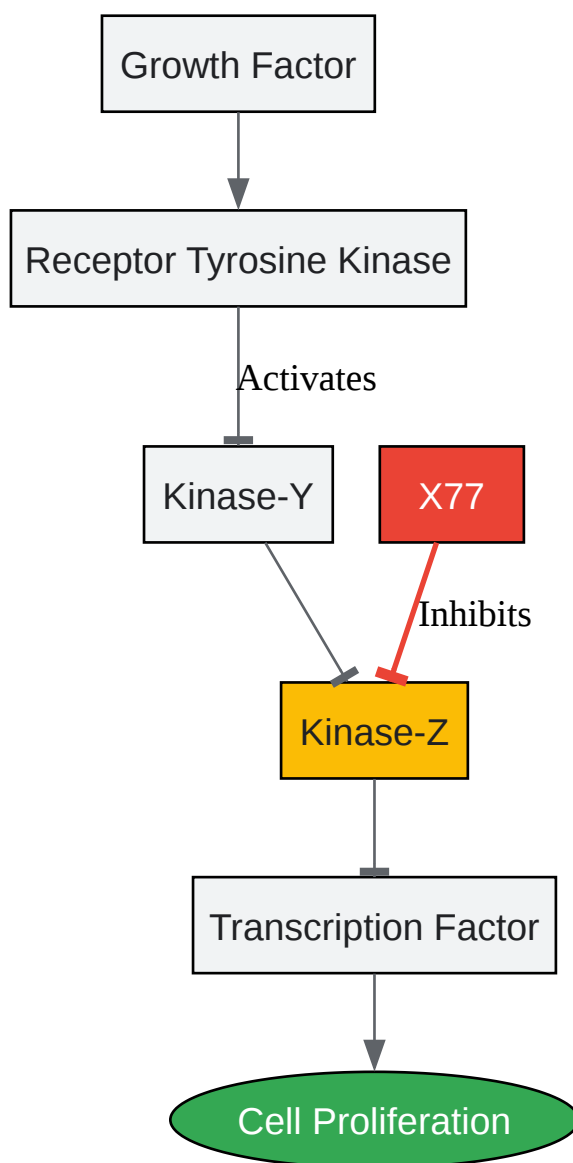 Growth Factor
Receptor Tyrosine Kinase
Activates
Kinase-Y
X77
Inhibits
Kinase-Z
Transcription Factor
Cell Proliferation